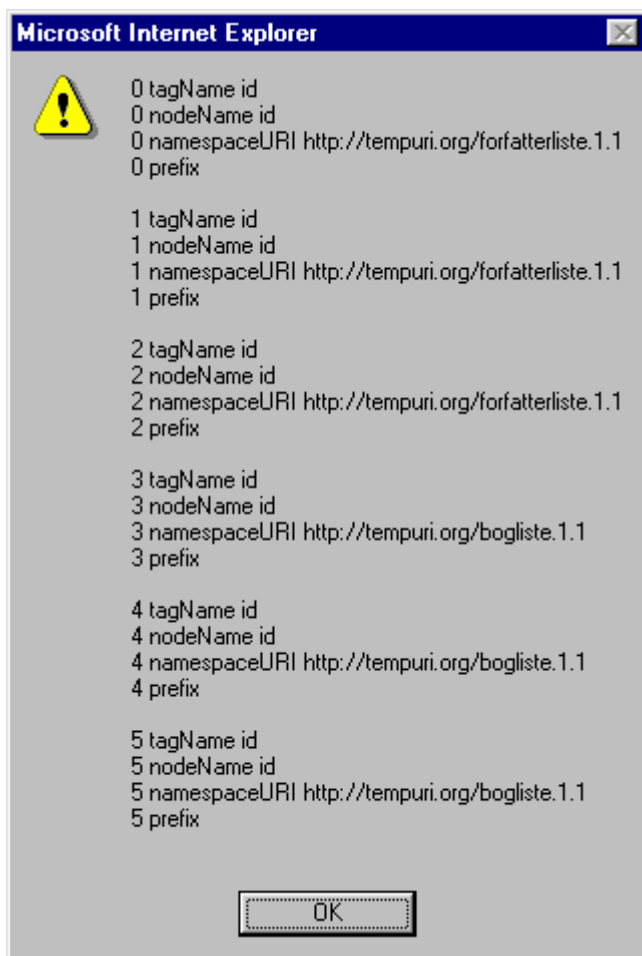 Microsoft Internet Explorer
0 tagName id
0 nodeName id
0 namespaceURI http://tempuri.org/forfatterliste.1.1
0 prefix
1 tagName id
1 nodeName id
1 namespaceURI http://tempuri.org/forfatterliste.1.1
1 prefix
2 tagName id
2 nodeName id
2 namespaceURI http://tempuri.org/forfatterliste.1.1
2 prefix
3 tagName id
3 nodeName id
3 namespaceURI http://tempuri.org/bogliste.1.1
3 prefix
4 tagName id
4 nodeName id
4 namespaceURI http://tempuri.org/bogliste.1.1
4 prefix
5 tagName id
5 nodeName id
5 namespaceURI http://tempuri.org/bogliste.1.1
5 prefix
OK